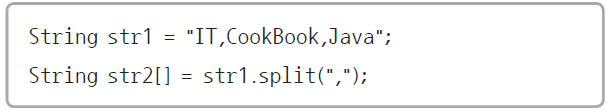 String str1 = "IT,CookBook,Java";
String str2[] = str1.split(",");